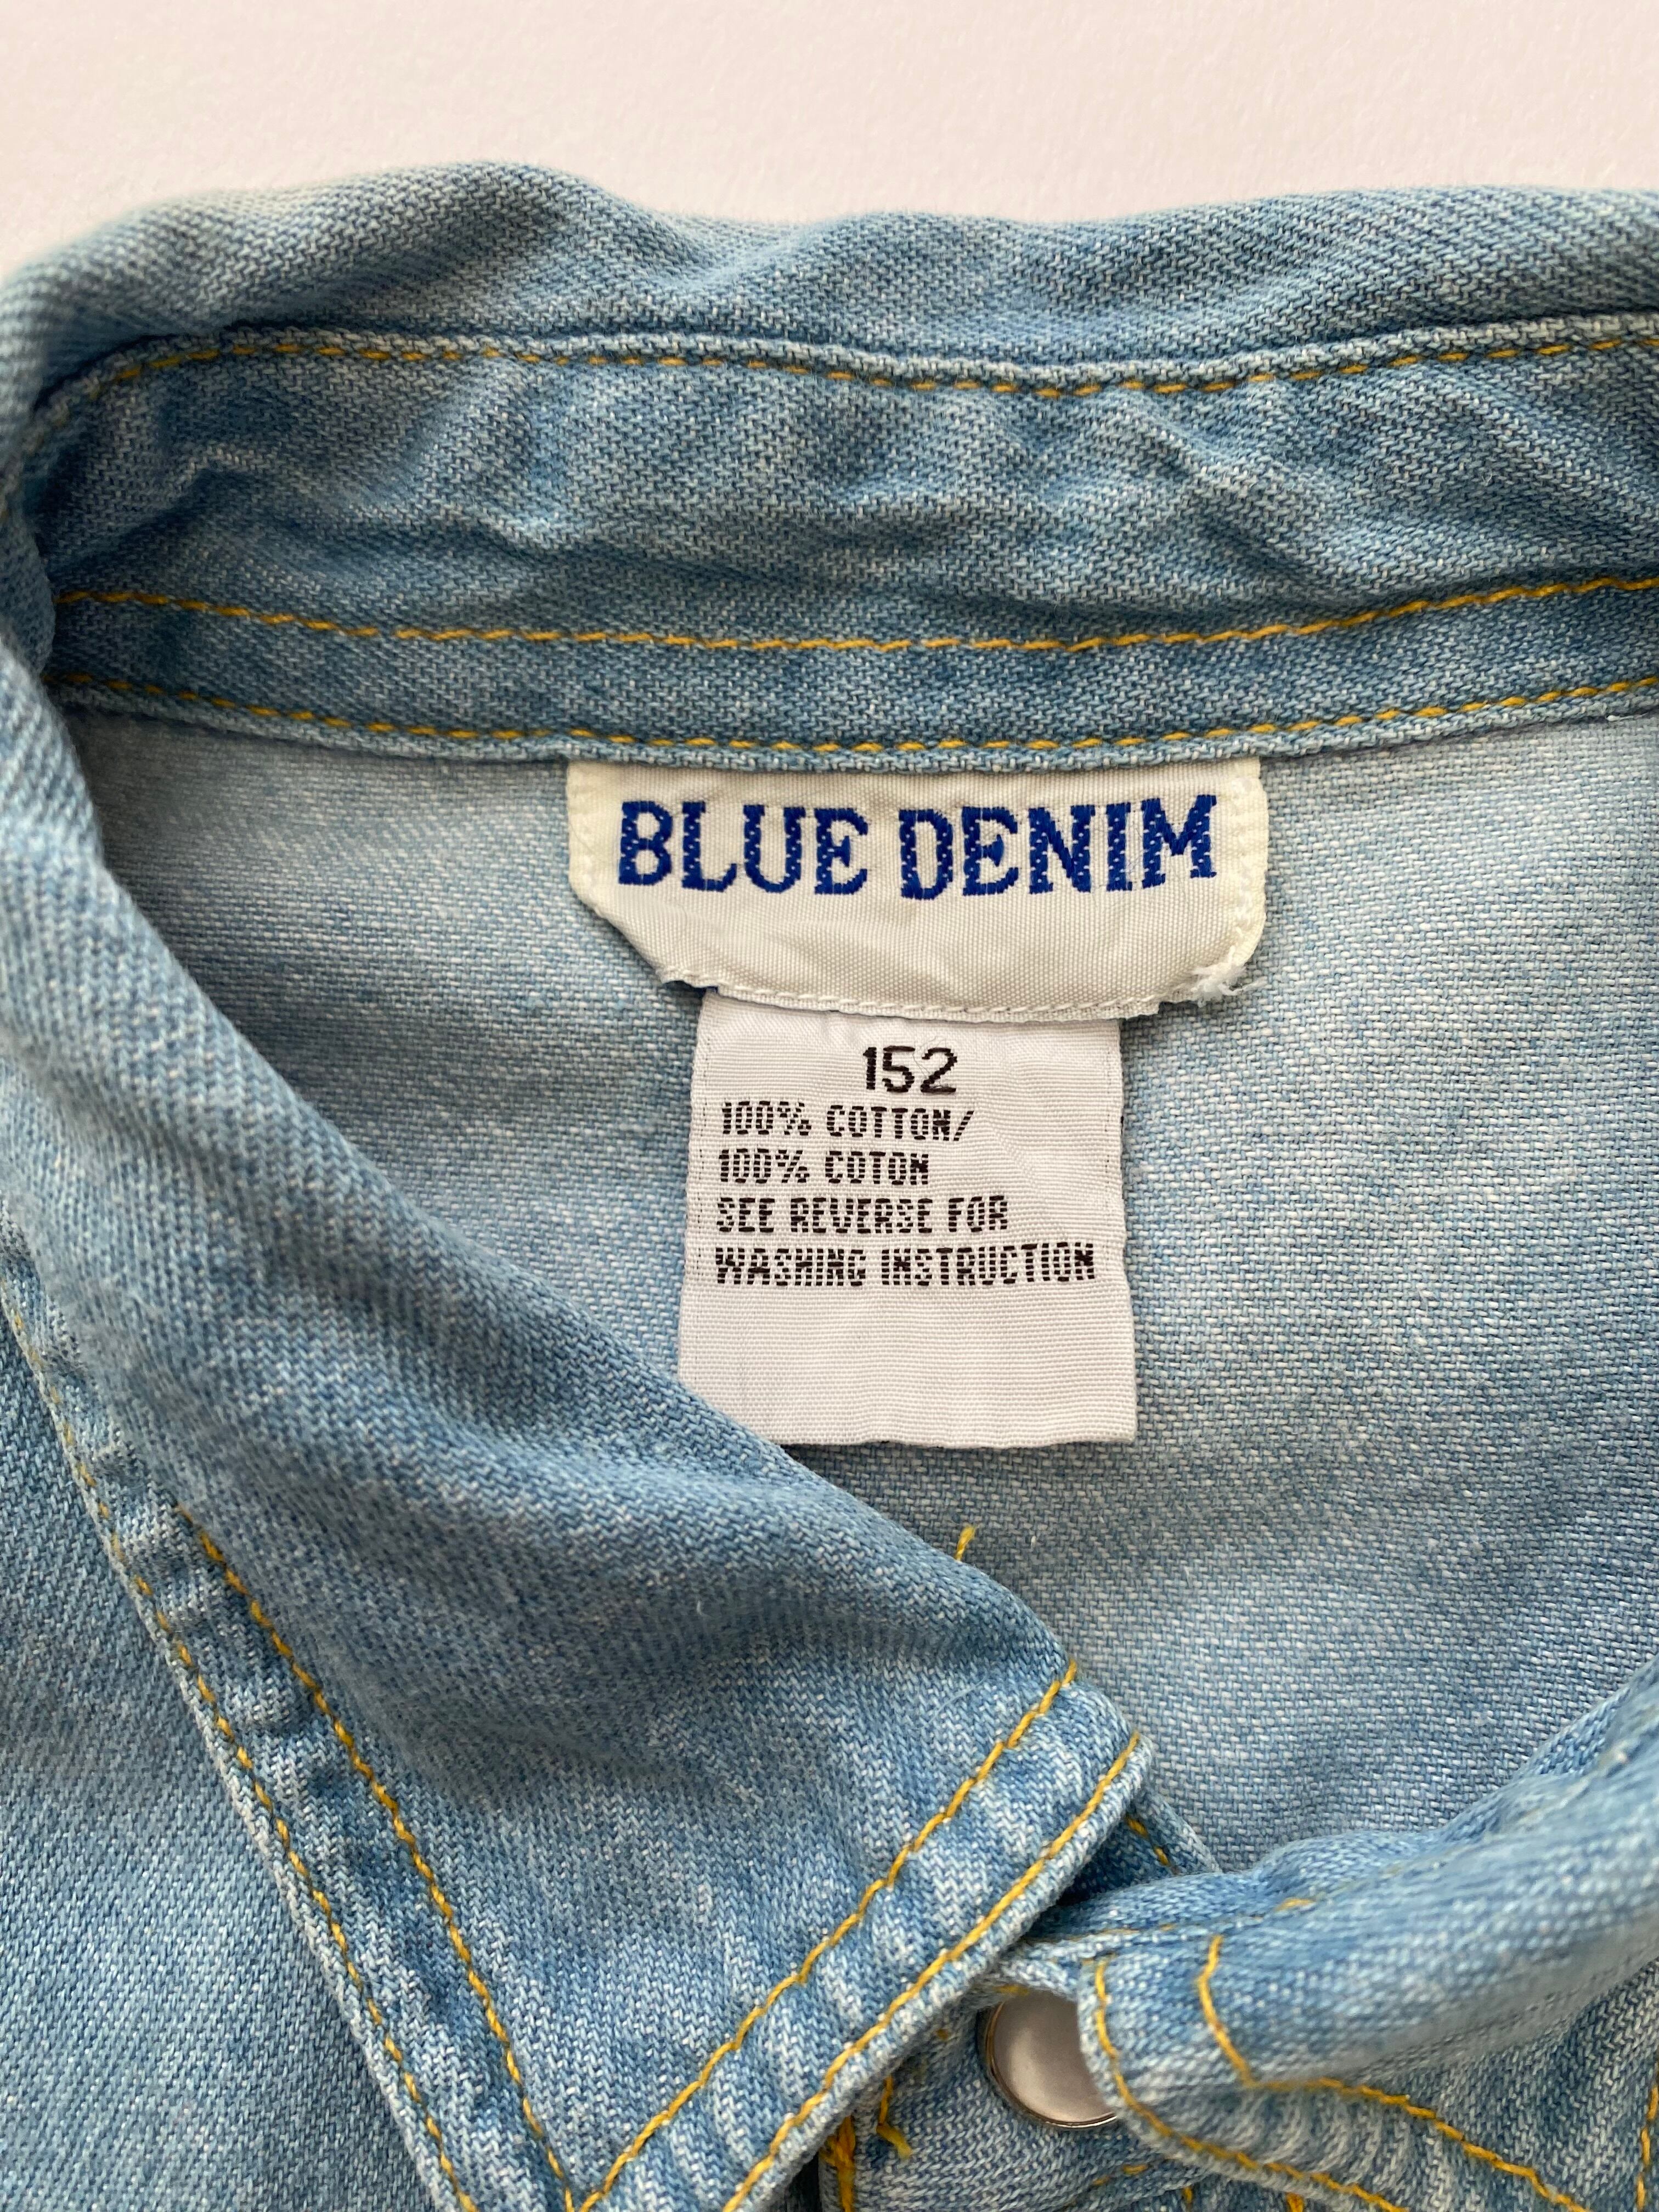 BLUE DENIM
152
100% COTTON/
100% COTON
SEE REVERSE FOR
WASHING INSTRUCTION